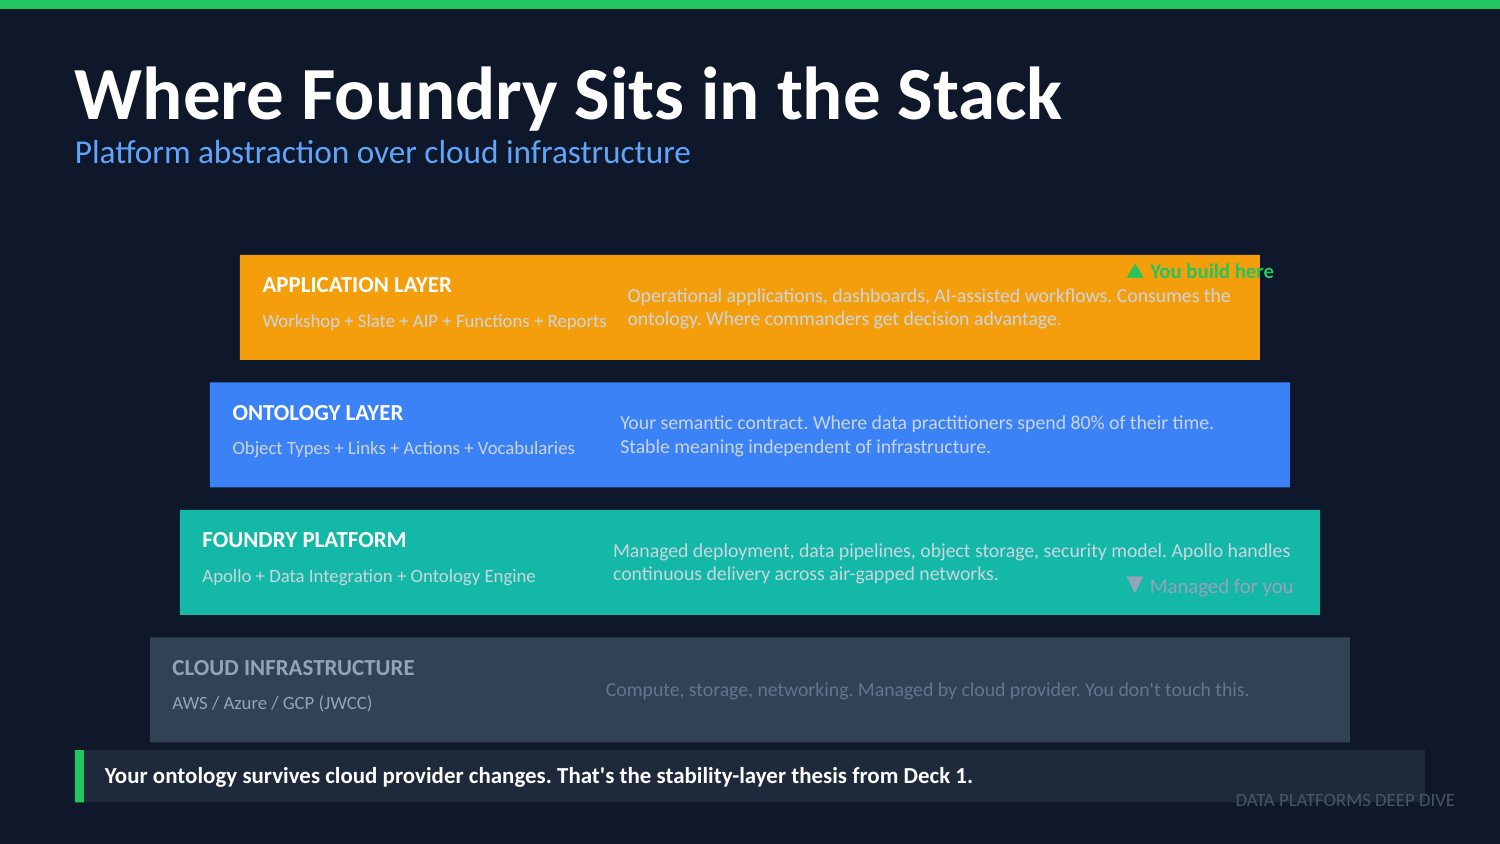 Where Foundry Sits in the Stack
Platform abstraction over cloud infrastructure
▲ You build here
APPLICATION LAYER
Workshop + Slate + AIP + Functions + Reports
Operational applications, dashboards, AI-assisted workflows. Consumes the
ontology. Where commanders get decision advantage.
ONTOLOGY LAYER
Object Types + Links + Actions + Vocabularies
Your semantic contract. Where data practitioners spend 80% of their time.
Stable meaning independent of infrastructure.
FOUNDRY PLATFORM
Apollo + Data Integration + Ontology Engine
Managed deployment, data pipelines, object storage, security model. Apollo handles
continuous delivery across air-gapped networks.
▼ Managed for you
CLOUD INFRASTRUCTURE
AWS / Azure / GCP (JWCC)
Compute, storage, networking. Managed by cloud provider. You don't touch this.
Your ontology survives cloud provider changes. That's the stability-layer thesis from Deck 1.
DATA PLATFORMS DEEP DIVE